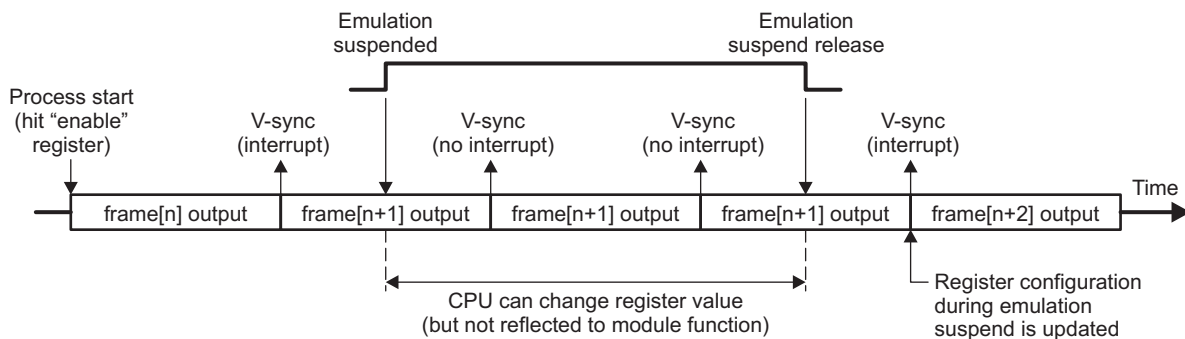 Emulation
suspended
Emulation
suspend release
Process start
(hit “enable”
register)
V-sync
(interrupt)
V-sync
(no interrupt)
V-sync
(no interrupt)
V-sync
(interrupt)
Time
frame[n] output
frame[n+1] output
frame[n+1] output
frame[n+1] output
frame[n+2] output
CPU can change register value
(but not reflected to module function)
Register configuration
during emulation
suspend is updated